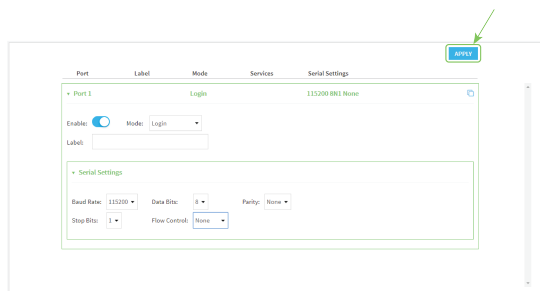 APPLY
Port Label Mode Services Serial Settings
Port 1 Login 115200 8N1 None
Enable: Mode: Login
Label:
Serial Settings
Baud Rate: 115200 Data Bits: 8 Parity: None
Stop Bits: 1 Flow Control: None